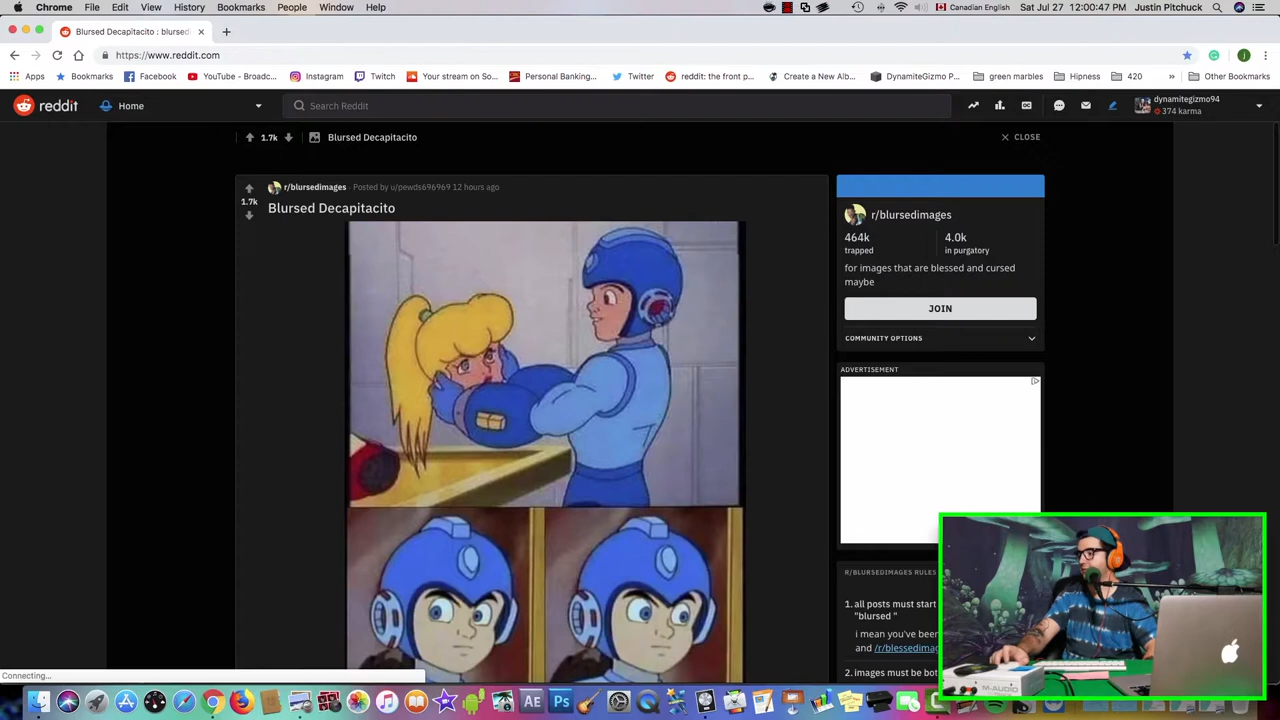 Chrome File Edit View History Bookmarks People Window Help Canadian English Sat Jul 27 12:00:47 PM Justin Pitchuck
Blursed Decapitacito : blursed
https://www.reddit.com
Apps Bookmarks Facebook YouTube - Broadc... Instagram Twitch Your stream on So... Personal Banking... Twitter reddit: the front p... Create a New Alb... DynamiteGizmo P... green marbles Hipness 420 » Other Bookmarks
reddit Home Search Reddit dynamitegizmo94
374 karma
1.7k Blursed Decapitacito CLOSE
r/blursedimages · Posted by u/pewds696969 12 hours ago
1.7k
Blursed Decapitacito
r/blursedimages
464k 4.0k
trapped in purgatory
for images that are blessed and cursed
maybe
JOIN
COMMUNITY OPTIONS
ADVERTISEMENT
R/BLURSEDIMAGES RULES
1. all posts must start
"blursed "
i mean you've been
and /r/blessedimag
2. images must be bot
Connecting...
AE Ps
M-AUDIO